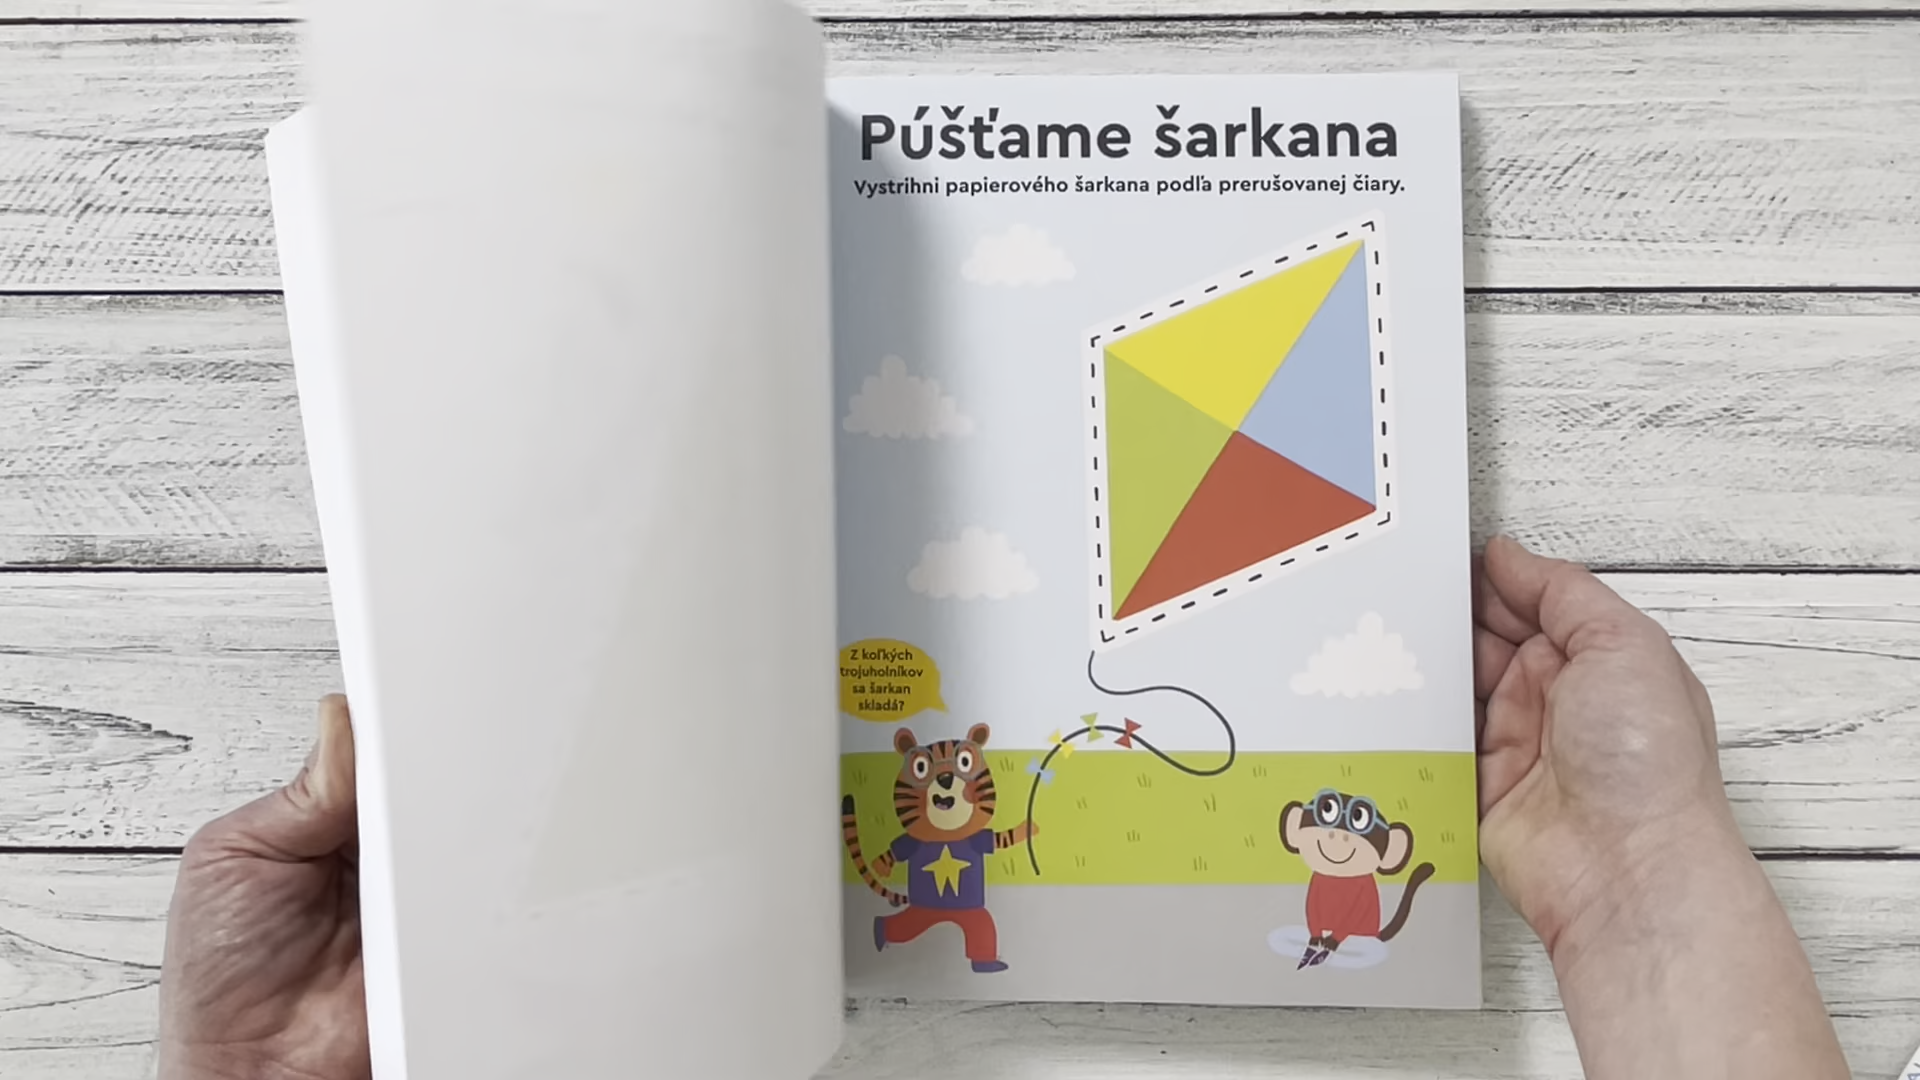 Púšťame šarkana
Vystrihni papierového šarkana podľa prerušovanej čiary.
Z koľkých
trojuholníkov
sa šarkan
skladá?